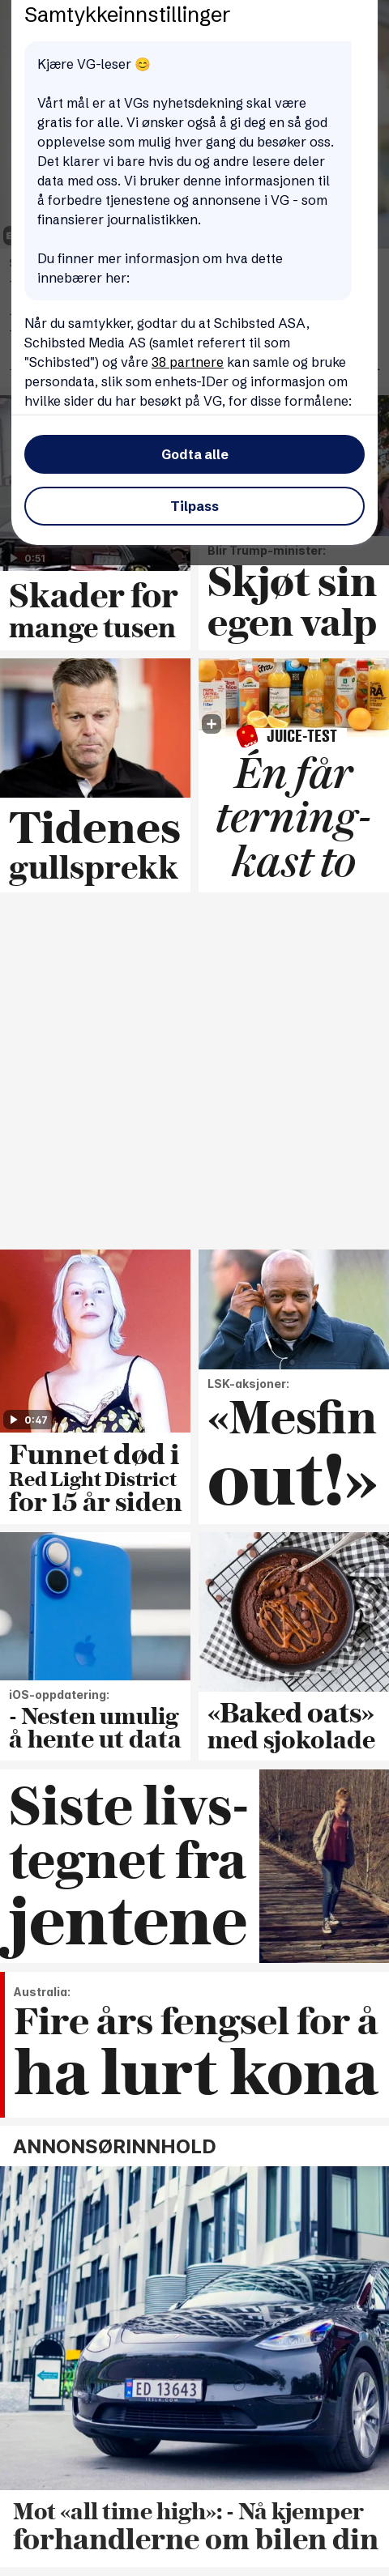 Samtykkeinnstillinger
Kjære VG-leser 😊
Vårt mål er at VGs nyhetsdekning skal være
gratis for alle. Vi ønsker også å gi deg en så god
opplevelse som mulig hver gang du besøker oss.
Det klarer vi bare hvis du og andre lesere deler
data med oss. Vi bruker denne informasjonen til
å forbedre tjenestene og annonsene i VG - som
finansierer journalistikken.
Du finner mer informasjon om hva dette
innebærer her:
Når du samtykker, godtar du at Schibsted ASA,
Schibsted Media AS (samlet referert til som
"Schibsted") og våre 38 partnere kan samle og bruke
persondata, slik som enhets-IDer og informasjon om
hvilke sider du har besøkt på VG, for disse formålene:
Godta alle
Tilpass
0:51
Skader for
mange tusen
Blir Trump-minister:
Skjøt sin
egen valp
Tidenes
gullsprekk
JUICE-TEST
Én får
terning-
kast to
0:47
Funnet død i
Red Light District
for 15 år siden
LSK-aksjoner:
«Mesfin
out!»
iOS-oppdatering:
- Nesten umulig
å hente ut data
«Baked oats»
med sjokolade
Siste livs-
tegnet fra
jentene
Australia:
Fire års fengsel for å
ha lurt kona
ANNONSØRINNHOLD
ED 13643
Mot «all time high»: - Nå kjemper
forhandlerne om bilen din